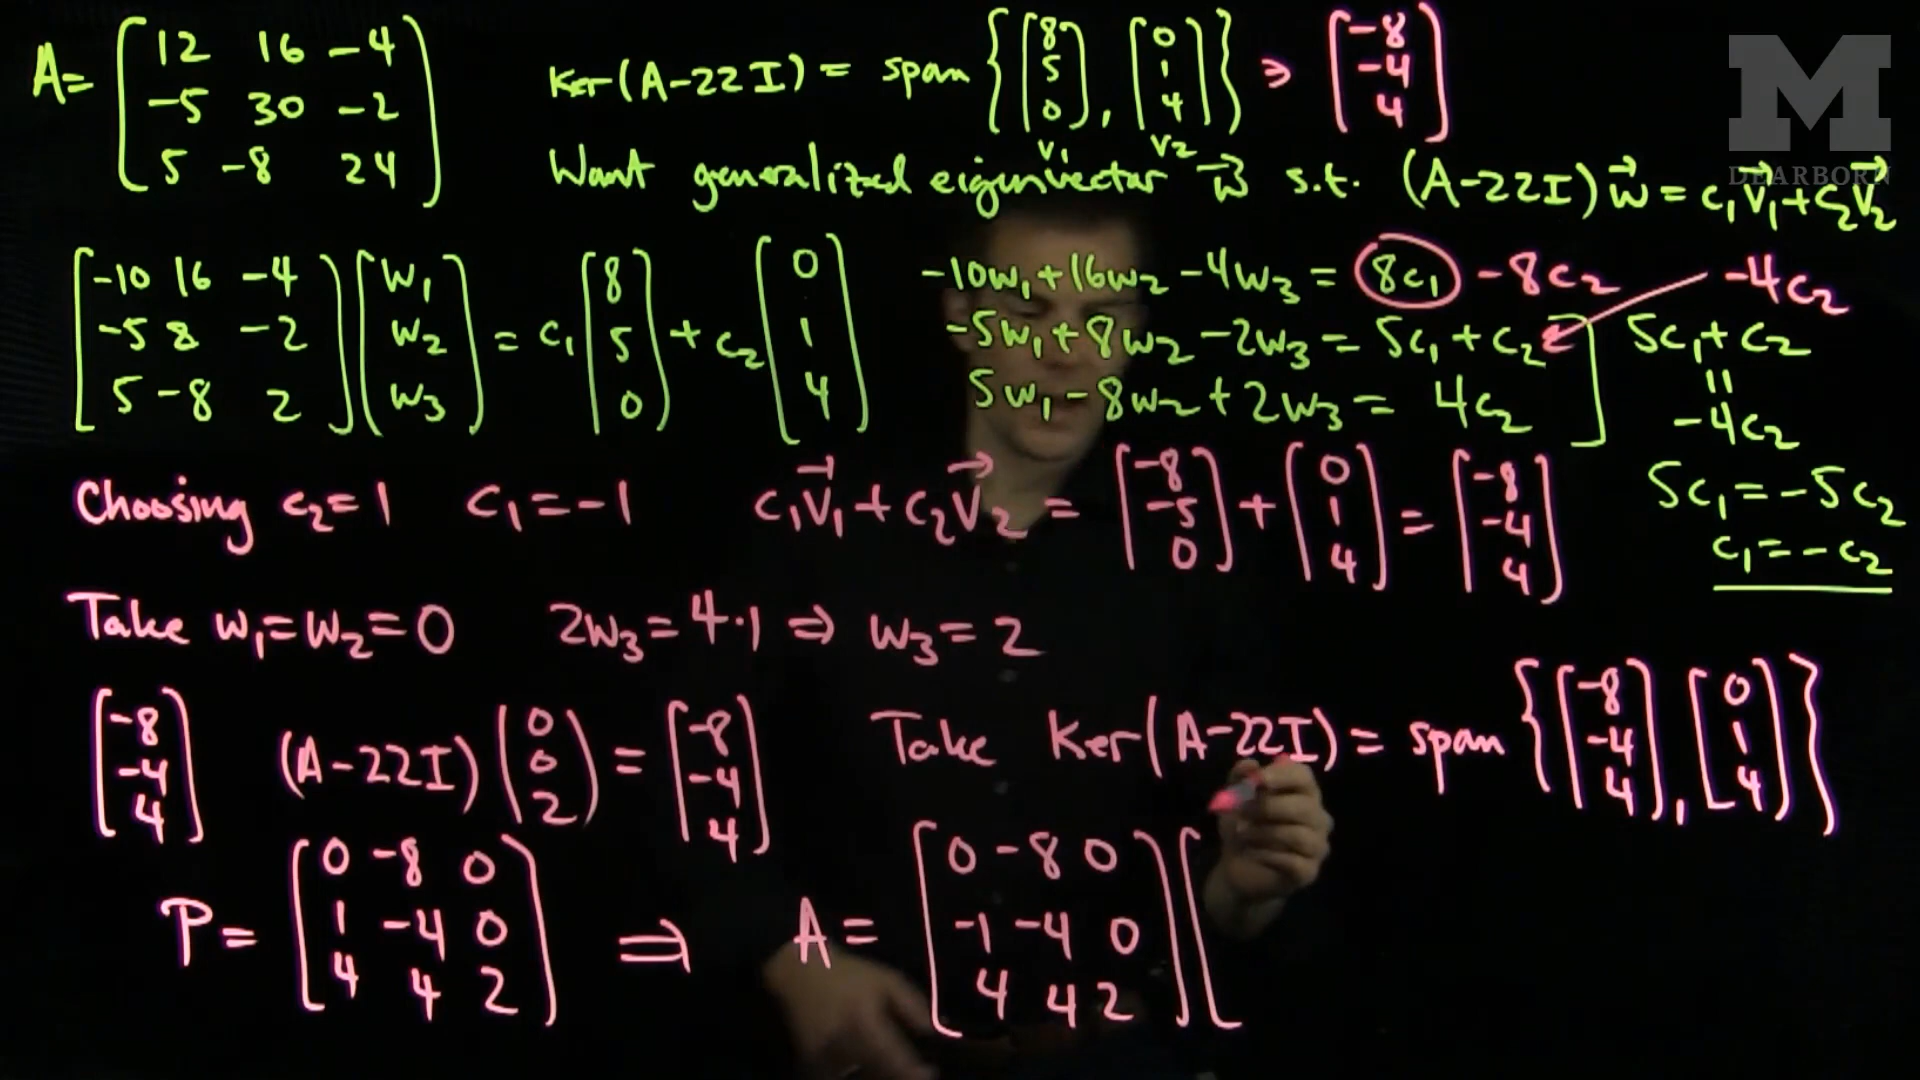 A = [12 16 -4; -5 30 -2; 5 -8 24]
Ker(A-22I) = span {[8; 5; 0], [0; 1; 4]} ∋ [-8; -4; 4]
v1 v2
Want generalized eigenvector w⃗ s.t. (A-22I)w⃗ = c1v⃗1+c2v⃗2
M
DEARBORN
[-10 16 -4; -5 8 -2; 5 -8 2][w1; w2; w3] = c1[8; 5; 0] + c2[0; 1; 4]
-10w1+16w2-4w3 = 8c1 -8c2
-4c2
-5w1+8w2-2w3 = 5c1+c2
5w1-8w2+2w3 = 4c2
5c1+c2
=
-4c2
5c1=-5c2
c1=-c2
Choosing c2=1 c1=-1 c1v⃗1+c2v⃗2 = [-8; -5; 0]+[0; 1; 4]=[-8; -4; 4]
Take w1=w2=0 2w3=4·1 ⇒ w3=2
[-8; -4; 4] (A-22I)(0; 0; 2) = [-8; -4; 4]
Take Ker(A-22I) = span {[-8; -4; 4], [0; 1; 4]}
P= [0 -8 0; 1 -4 0; 4 4 2] ⇒ A= [0 -8 0; -1 -4 0; 4 4 2][